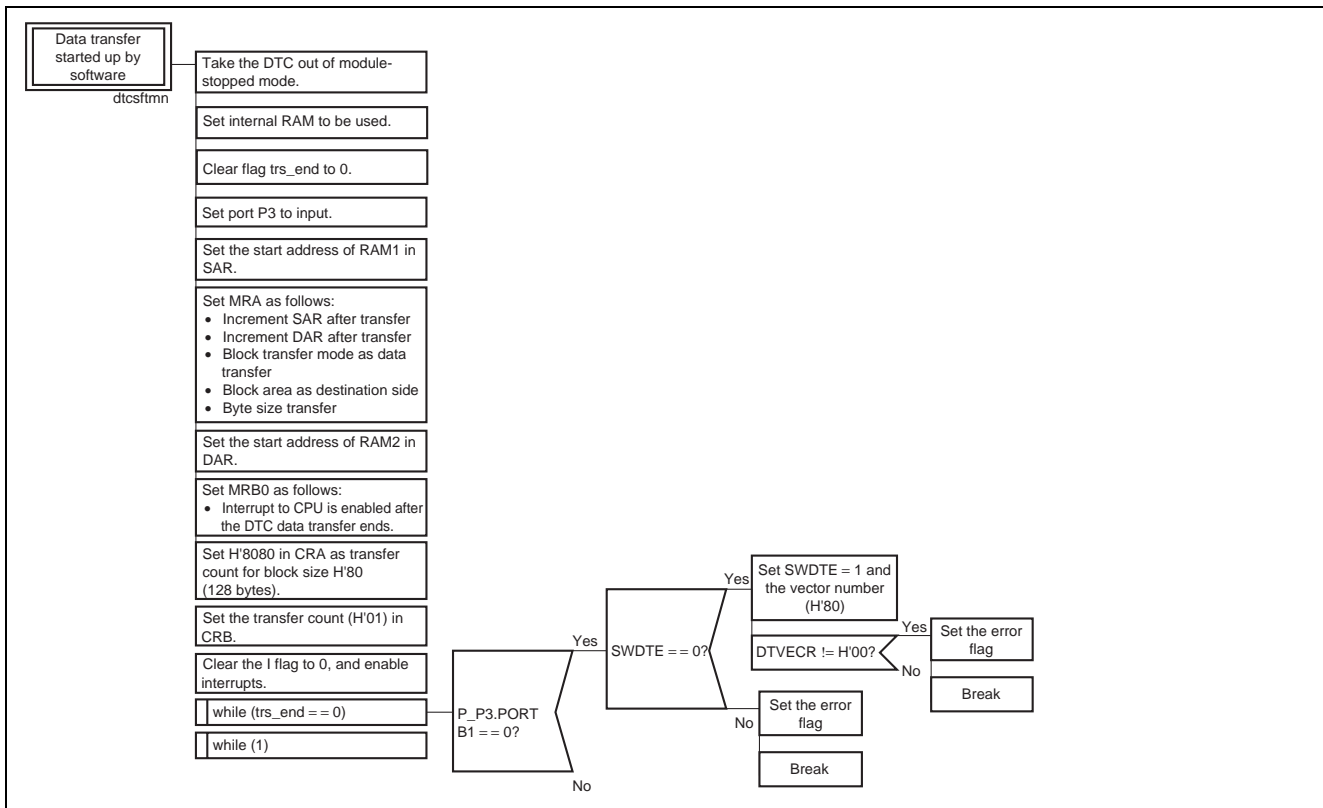 Data transfer
started up by
software
dtcsftmn
Take the DTC out of module-
stopped mode.
Set internal RAM to be used.
Clear flag trs_end to 0.
Set port P3 to input.
Set the start address of RAM1 in
SAR.
Set MRA as follows:
• Increment SAR after transfer
• Increment DAR after transfer
• Block transfer mode as data
transfer
• Block area as destination side
• Byte size transfer
Set the start address of RAM2 in
DAR.
Set MRB0 as follows:
• Interrupt to CPU is enabled after
the DTC data transfer ends.
Set H'8080 in CRA as transfer
count for block size H'80
(128 bytes).
Set the transfer count (H'01) in
CRB.
Clear the I flag to 0, and enable
interrupts.
while (trs_end == 0)
while (1)
P_P3.PORT
B1 == 0?
Yes
No
SWDTE == 0?
Yes
No
Set SWDTE = 1 and
the vector number
(H'80)
DTVECR != H'00?
Yes
No
Set the error
flag
Break
Set the error
flag
Break